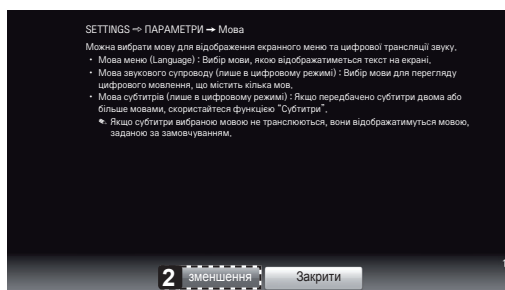 SETTINGS ⇨ ПАРАМЕТРИ ➙ Мова
Можна вибрати мову для відображення екранного меню та цифрової трансляції звуку.
• Мова меню (Language) : Вибір мови, якою відображатиметься текст на екрані.
• Мова звукового супроводу (лише в цифровому режимі) : Вибір мови для перегляду
цифрового мовлення, що містить кілька мов.
• Мова субтитрів (лише в цифровому режимі) : Якщо передбачено субтитри двома або
більше мовами, скористайтеся функцією "Субтитри".
✎ Якщо субтитри вибраною мовою не транслюються, вони відображатимуться мовою,
заданою за замовчуванням.
1
2 зменшення Закрити